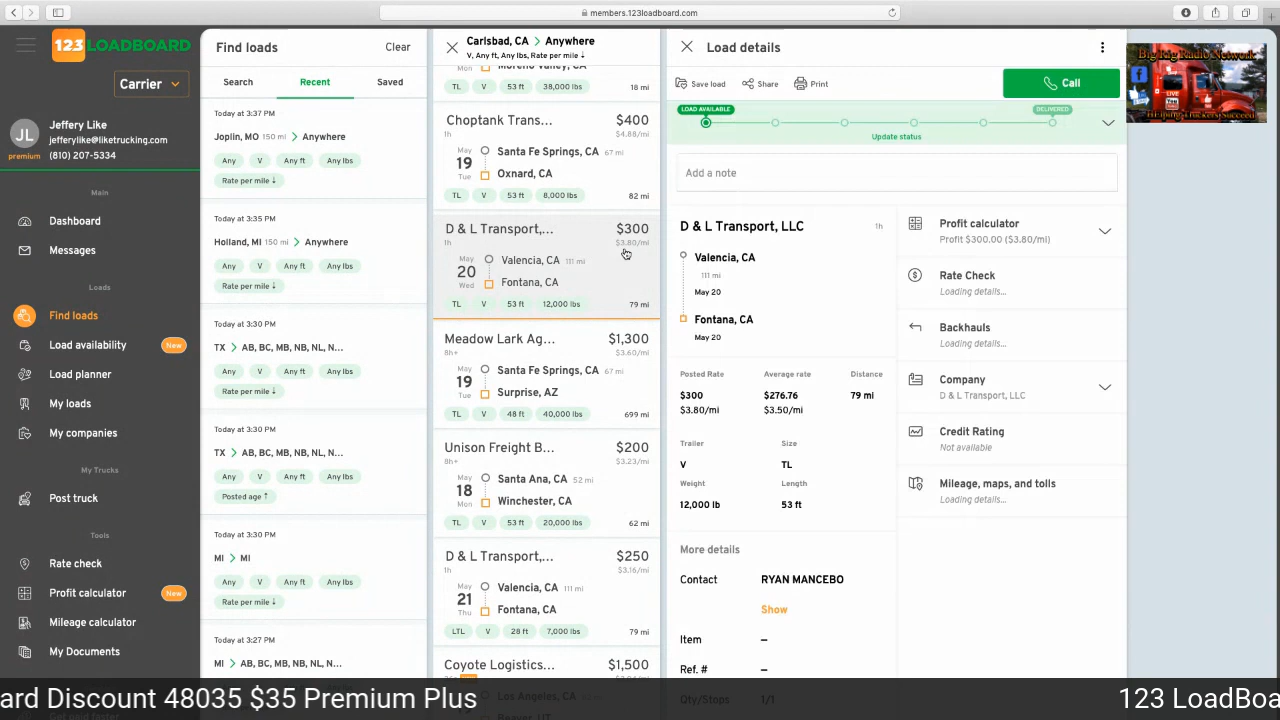 members.123loadboard.com
123 LOADBOARD
Carrier
JL
premium
Jeffery Like
jefferylike@liketrucking.com
(810) 207-5334
Main
Dashboard
Messages
Loads
Find loads
Load availability New
Load planner
My loads
My companies
My Trucks
Post truck
Tools
Rate check
Profit calculator New
Mileage calculator
My Documents
Find loads Clear
Search Recent Saved
Today at 3:37 PM
Joplin, MO 150 mi > Anywhere
Any V Any ft Any lbs
Rate per mile ↓
Today at 3:35 PM
Holland, MI 150 mi > Anywhere
Any V Any ft Any lbs
Rate per mile ↓
Today at 3:30 PM
TX > AB, BC, MB, NB, NL, N...
Any V Any ft Any lbs
Rate per mile ↓
Today at 3:30 PM
TX > AB, BC, MB, NB, NL, N...
Any V Any ft Any lbs
Posted age ↑
Today at 3:30 PM
MI > MI
Any V Any ft Any lbs
Rate per mile ↓
Today at 3:27 PM
MI > AB, BC, MB, NB, NL, N...
Carlsbad, CA > Anywhere
V, Any ft, Any lbs, Rate per mile ↓
Mon Moreno Valley, CA
TL V 53 ft 38,000 lbs 18 mi
Choptank Trans... $400
1h $4.88/mi
May 19 Tue
Santa Fe Springs, CA 67 mi
Oxnard, CA
TL V 53 ft 8,000 lbs 82 mi
D & L Transport,... $300
1h $3.80/mi
May 20 Wed
Valencia, CA 111 mi
Fontana, CA
TL V 53 ft 12,000 lbs 79 mi
Meadow Lark Ag... $1,300
8h+ $3.60/mi
May 19 Tue
Santa Fe Springs, CA 67 mi
Surprise, AZ
TL V 48 ft 40,000 lbs 699 mi
Unison Freight B... $200
8h+ $3.23/mi
May 18 Mon
Santa Ana, CA 52 mi
Winchester, CA
TL V 53 ft 20,000 lbs 62 mi
D & L Transport,... $250
1h $3.16/mi
May 21 Thu
Valencia, CA 111 mi
Fontana, CA
LTL V 28 ft 7,000 lbs 79 mi
Coyote Logistics... $1,500
Load details
Save load Share Print
Call
LOAD AVAILABLE DELIVERED
Update status
Add a note
D & L Transport, LLC 1h
Valencia, CA
111 mi
May 20
Fontana, CA
May 20
Posted Rate Average rate Distance
$300 $276.76 79 mi
$3.80/mi $3.50/mi
Trailer Size
V TL
Weight Length
12,000 lb 53 ft
More details
Contact RYAN MANCEBO
Show
Item –
Ref. # –
Qty/Stops 1/1
Profit calculator
Profit $300.00 ($3.80/mi)
Rate Check
Loading details...
Backhauls
Loading details...
Company
D & L Transport, LLC
Credit Rating
Not available
Mileage, maps, and tolls
Loading details...
Big Rig Radio Network
Helping Truckers Succeed
ard Discount 48035 $35 Premium Plus
123 LoadBoa